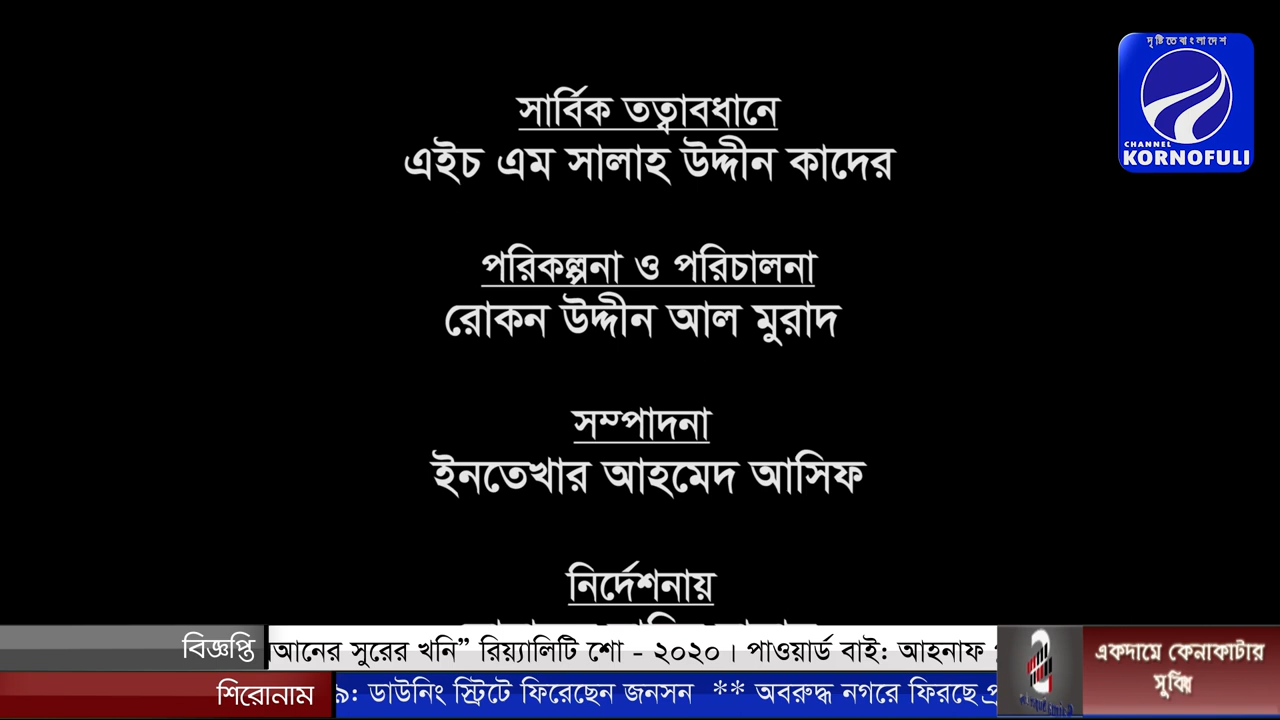 দৃষ্টিতে বাংলাদেশ
CHANNEL
KORNOFULI
সার্বিক তত্বাবধানে
এইচ এম সালাহ উদ্দীন কাদের
পরিকল্পনা ও পরিচালনা
রোকন উদ্দীন আল মুরাদ
সম্পাদনা
ইনতেখার আহমেদ আসিফ
নির্দেশনায়
বিজ্ঞপ্তি
আনের সুরের খনি” রিয়্যালিটি শো - ২০২০ । পাওয়ার্ড বাই: আহনাফ
একদামে কেনাকাটার
শিরোনাম
৯: ডাউনিং স্ট্রিটে ফিরেছেন জনসন ** অবরুদ্ধ নগরে ফিরছে